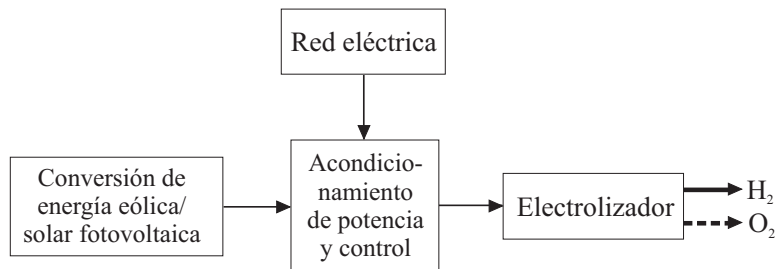 Red eléctrica
Conversión de
energía eólica/
solar fotovoltaica
Acondicio-
namiento
de potencia
y control
Electrolizador
H₂
O₂